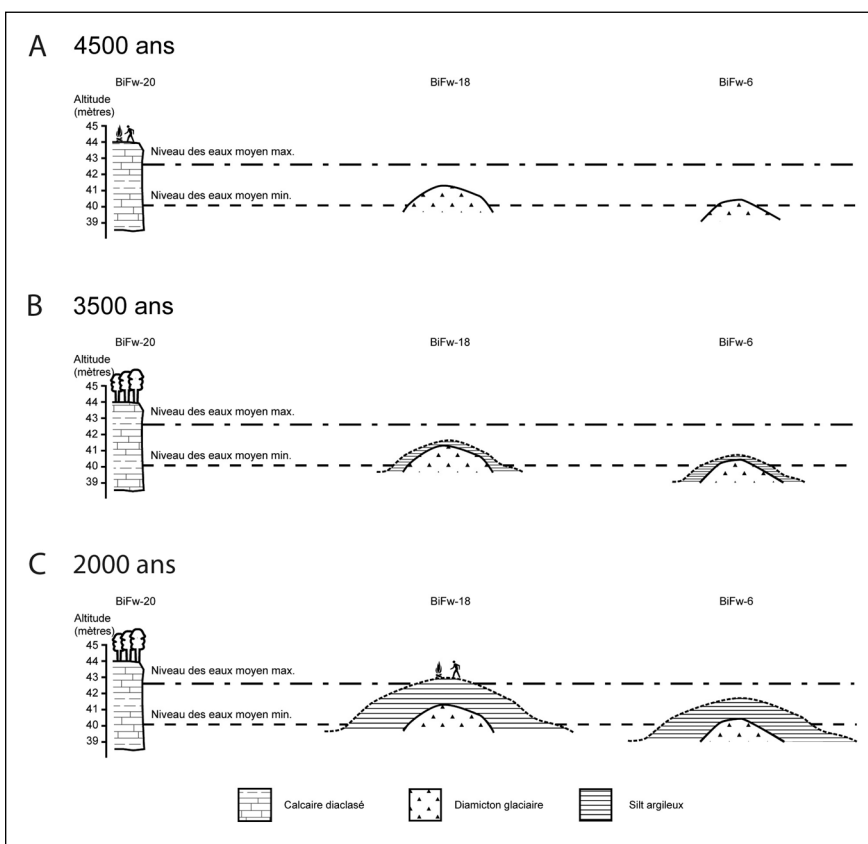 A 4500 ans
BiFw-20 BiFw-18 BiFw-6
Altitude
(mètres)
45
44
Niveau des eaux moyen max.
43
42
41
Niveau des eaux moyen min.
40
39
B 3500 ans
BiFw-20 BiFw-18 BiFw-6
Altitude
(mètres)
45
44
Niveau des eaux moyen max.
43
42
41
Niveau des eaux moyen min.
40
39
C 2000 ans
BiFw-20 BiFw-18 BiFw-6
Altitude
(mètres)
45
44
Niveau des eaux moyen max.
43
42
41
Niveau des eaux moyen min.
40
39
Calcaire diaclasé Diamicton glaciaire Silt argileux